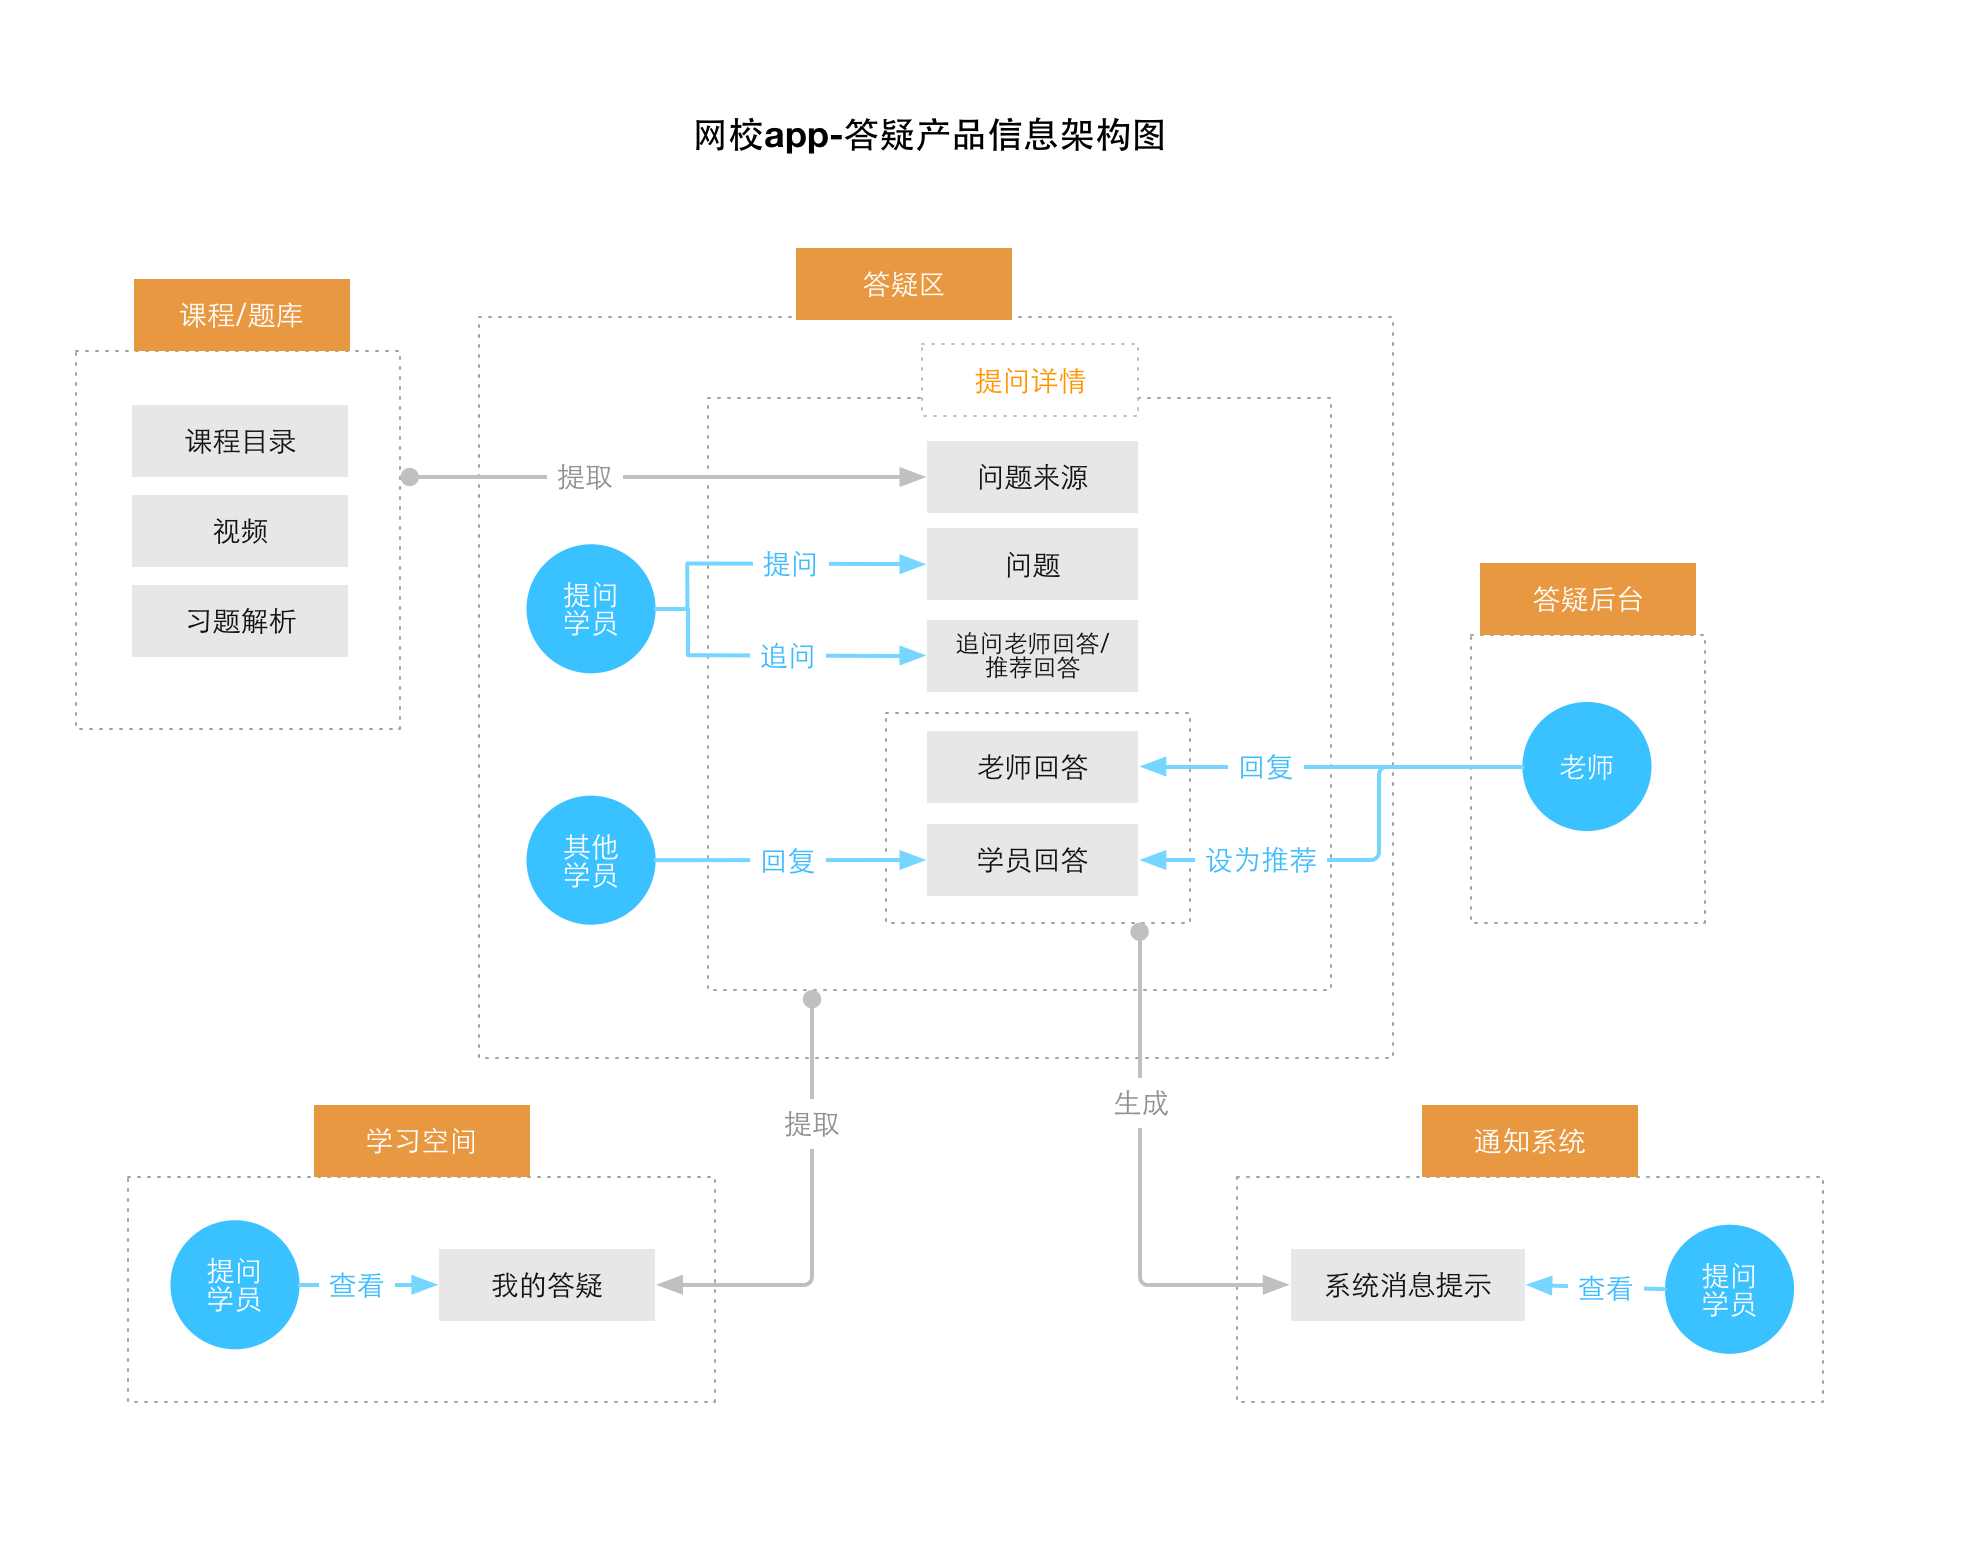 网校app-答疑产品信息架构图
答疑区
课程/题库
提问详情
课程目录
视频
习题解析
提取
问题来源
提问
学员
提问
问题
追问
追问老师回答/
推荐回答
答疑后台
老师
老师回答
回复
其他
学员
回复
学员回答
设为推荐
提取
生成
学习空间
提问
学员
查看
我的答疑
通知系统
系统消息提示
查看
提问
学员